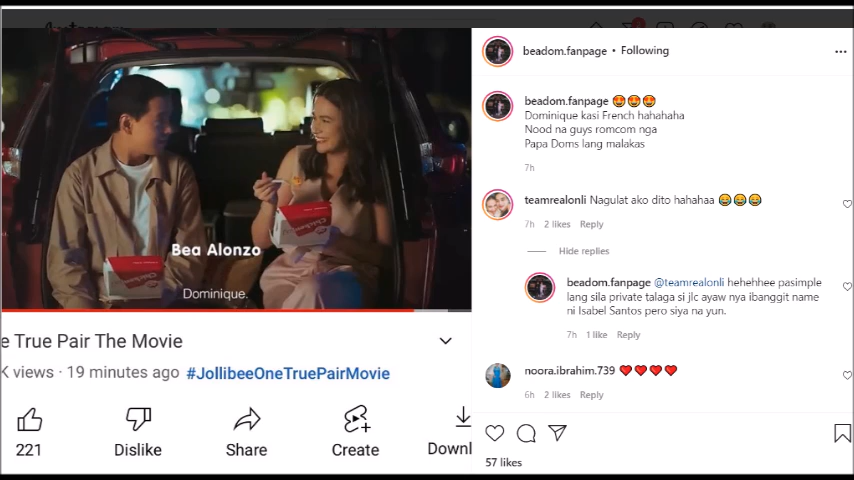 beadom.fanpage • Following
beadom.fanpage 🤩🤩🤩
Dominique kasi French hahahaha
Nood na guys romcom nga
Papa Doms lang malakas
7h
teamrealonli Nagulat ako dito hahahaa 😂😂😂
7h 2 likes Reply
Hide replies
beadom.fanpage @teamrealonli hehehhee pasimple
lang sila private talaga si jlc ayaw nya ibanggit name
ni Isabel Santos pero siya na yun.
7h 1 like Reply
noora.ibrahim.739 ❤️❤️❤️❤️
6h 2 likes Reply
57 likes
Bea Alonzo
Dominique.
e True Pair The Movie
K views · 19 minutes ago #JollibeeOneTruePairMovie
221 Dislike Share Create Downl